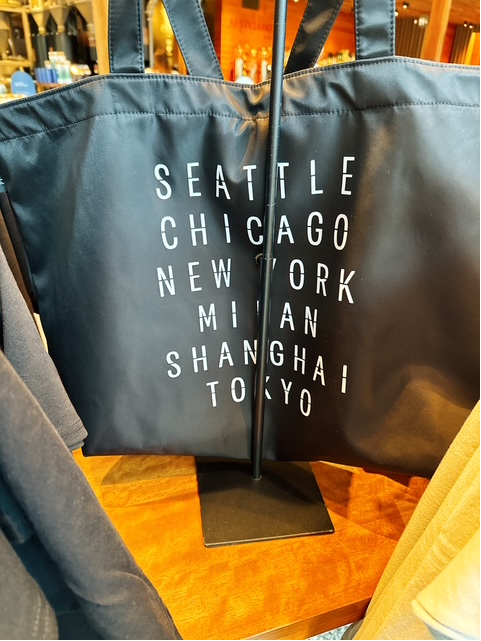 SEATTLE
CHICAGO
NEW YORK
MILAN
SHANGHAI
TOKYO